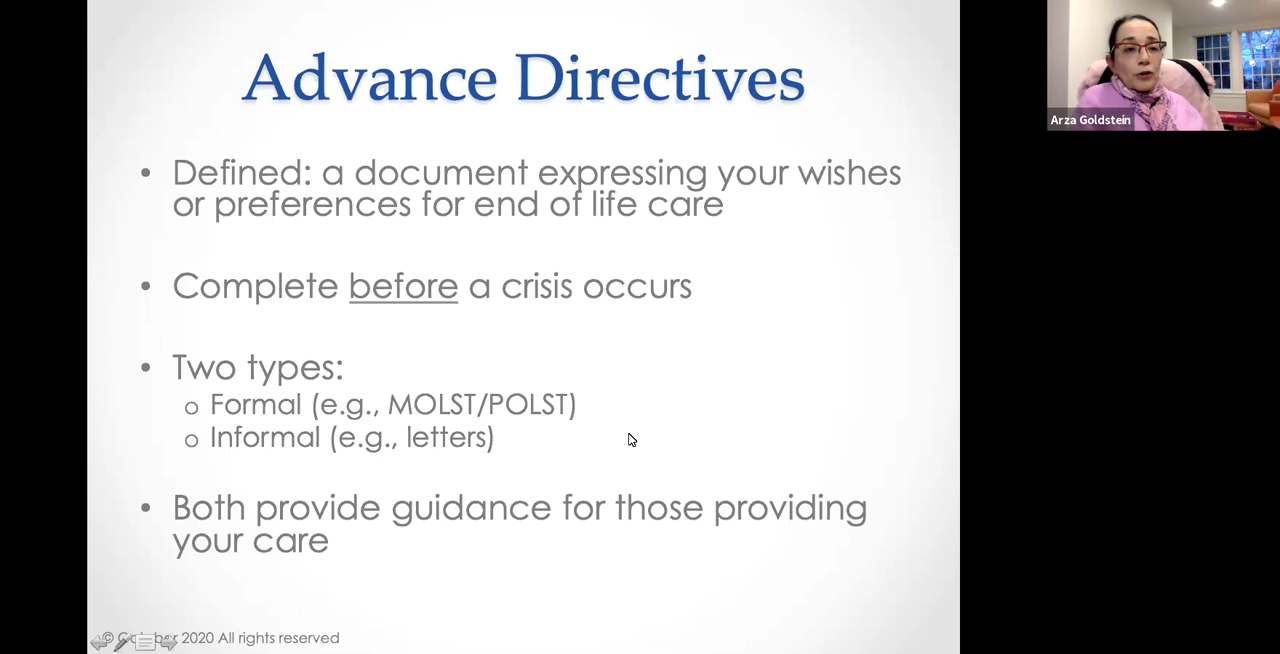 Advance Directives
• Defined: a document expressing your wishes
or preferences for end of life care
• Complete before a crisis occurs
• Two types:
o Formal (e.g., MOLST/POLST)
o Informal (e.g., letters)
• Both provide guidance for those providing
your care
© October 2020 All rights reserved
Arza Goldstein